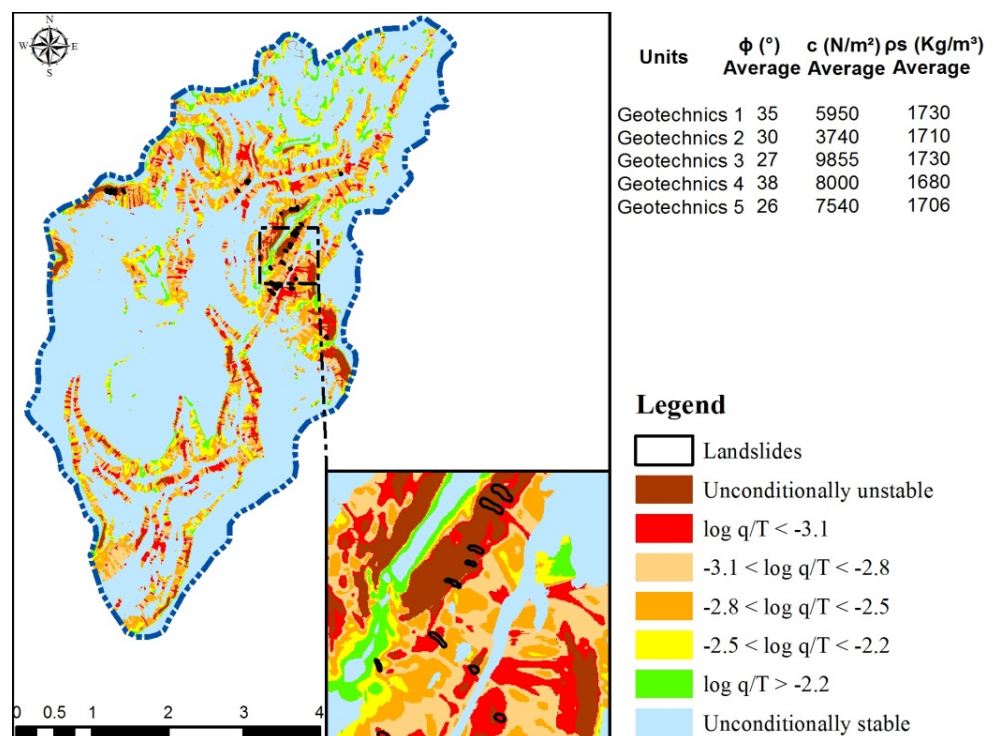 N
W E
S
Units ϕ (°) c (N/m²) ρs (Kg/m³)
Average Average Average
Geotechnics 1 35 5950 1730
Geotechnics 2 30 3740 1710
Geotechnics 3 27 9855 1730
Geotechnics 4 38 8000 1680
Geotechnics 5 26 7540 1706
Legend
Landslides
Unconditionally unstable
log q/T < -3.1
-3.1 < log q/T < -2.8
-2.8 < log q/T < -2.5
-2.5 < log q/T < -2.2
log q/T > -2.2
Unconditionally stable
0 0.5 1 2 3 4